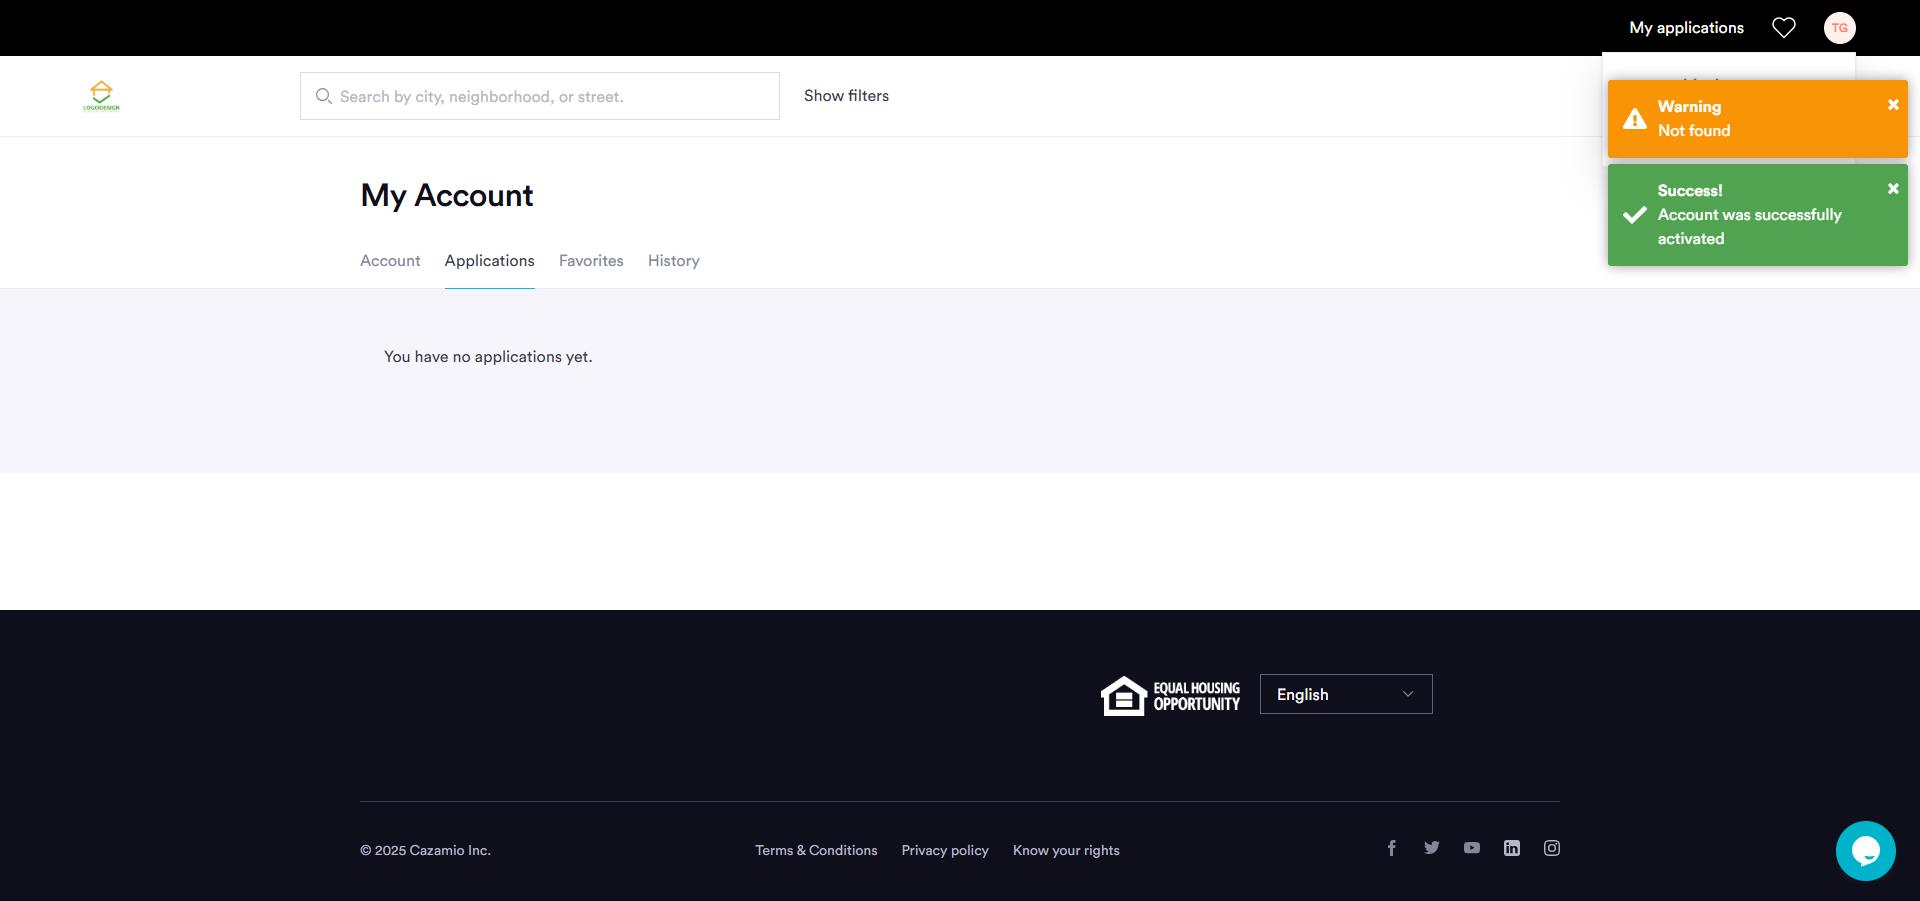 My applications
TG
LOGODESIGN
Search by city, neighborhood, or street.
Show filters
Warning
Not found
Success!
Account was successfully
activated
My Account
Account
Applications
Favorites
History
You have no applications yet.
EQUAL HOUSING
OPPORTUNITY
English
© 2025 Cazamio Inc.
Terms & Conditions
Privacy policy
Know your rights